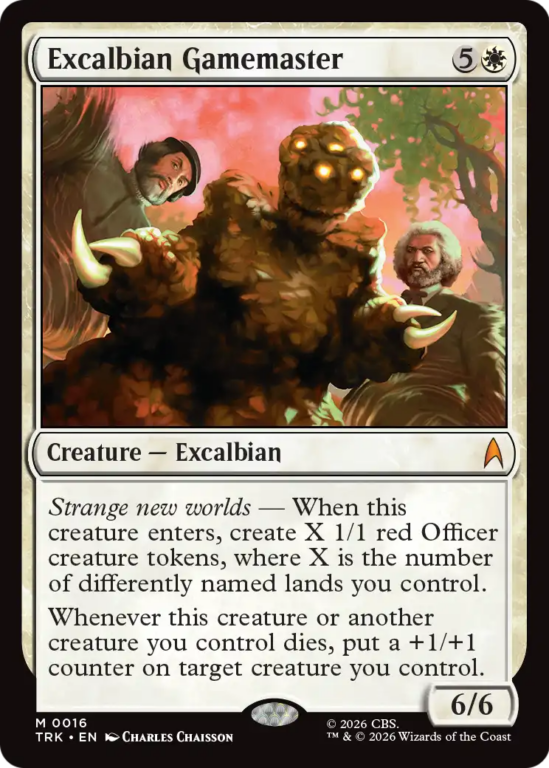 Excalbian Gamemaster 5
Creature — Excalbian
Strange new worlds — When this
creature enters, create X 1/1 red Officer
creature tokens, where X is the number
of differently named lands you control.
Whenever this creature or another
creature you control dies, put a +1/+1
counter on target creature you control.
6/6
M 0016
TRK • EN Charles Chaisson
© 2026 CBS.
™ & © 2026 Wizards of the Coast